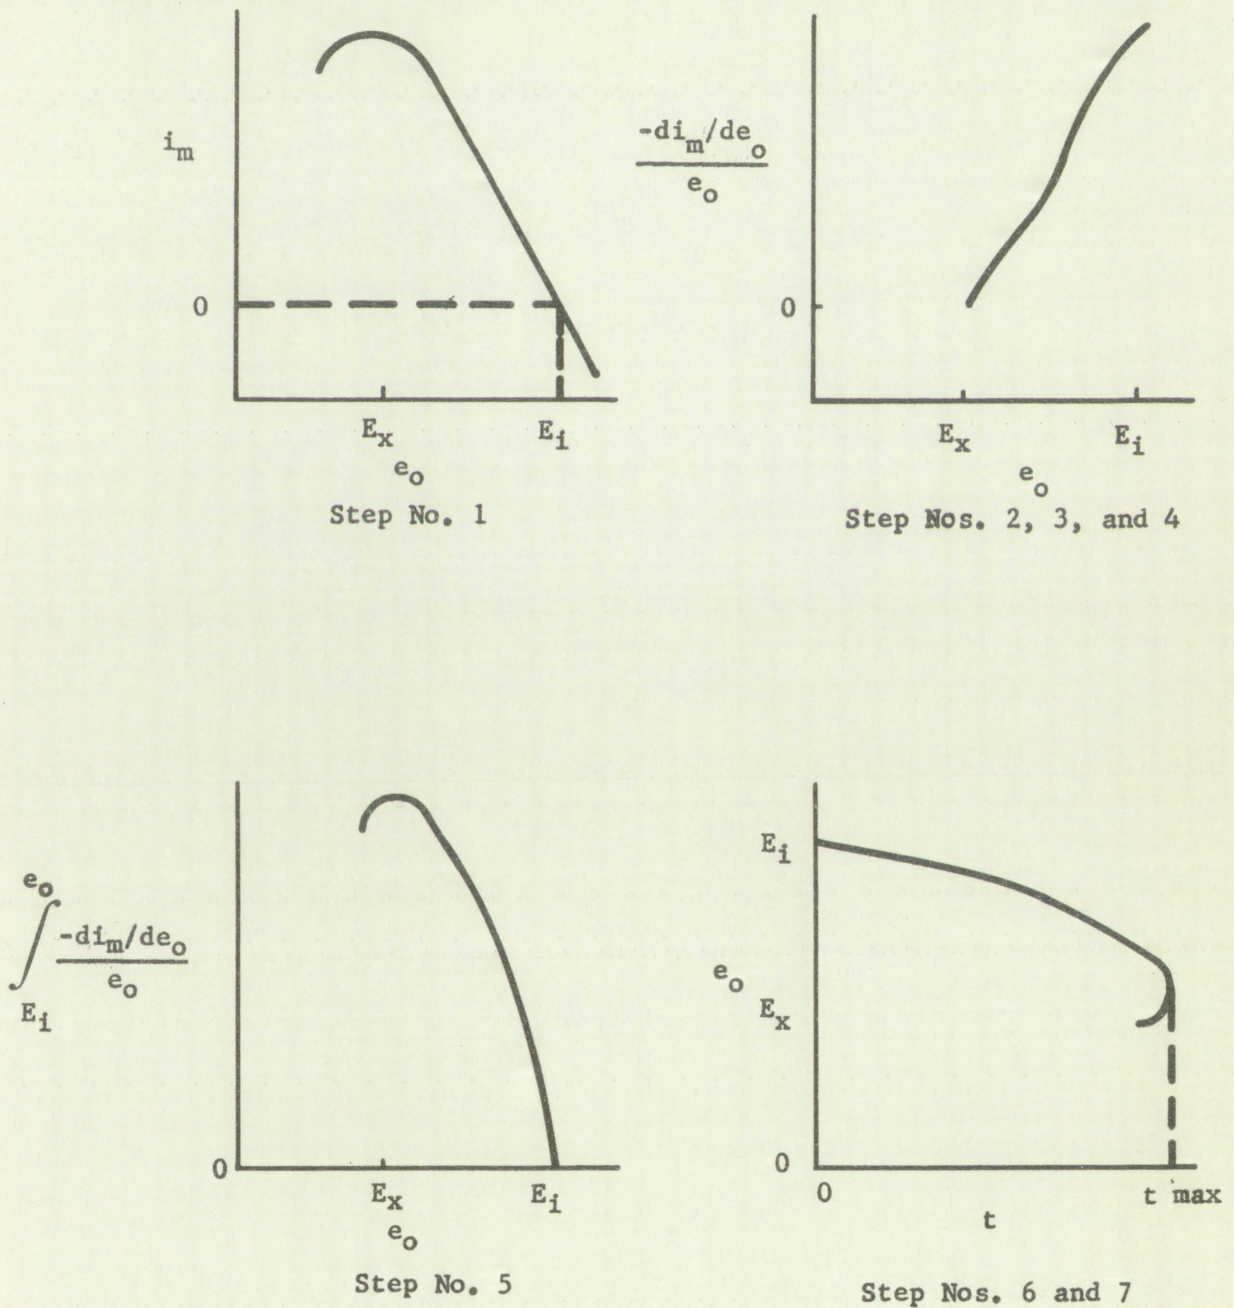 i_m
0
E_x
E_i
e_o
Step No. 1
-di_m/de_o
e_o
0
E_x
E_i
e_o
Step Nos. 2, 3, and 4
e_o
∫
-di_m/de_o
e_o
E_i
0
E_x
E_i
e_o
Step No. 5
E_i
e_o
E_x
0
0
t max
t
Step Nos. 6 and 7